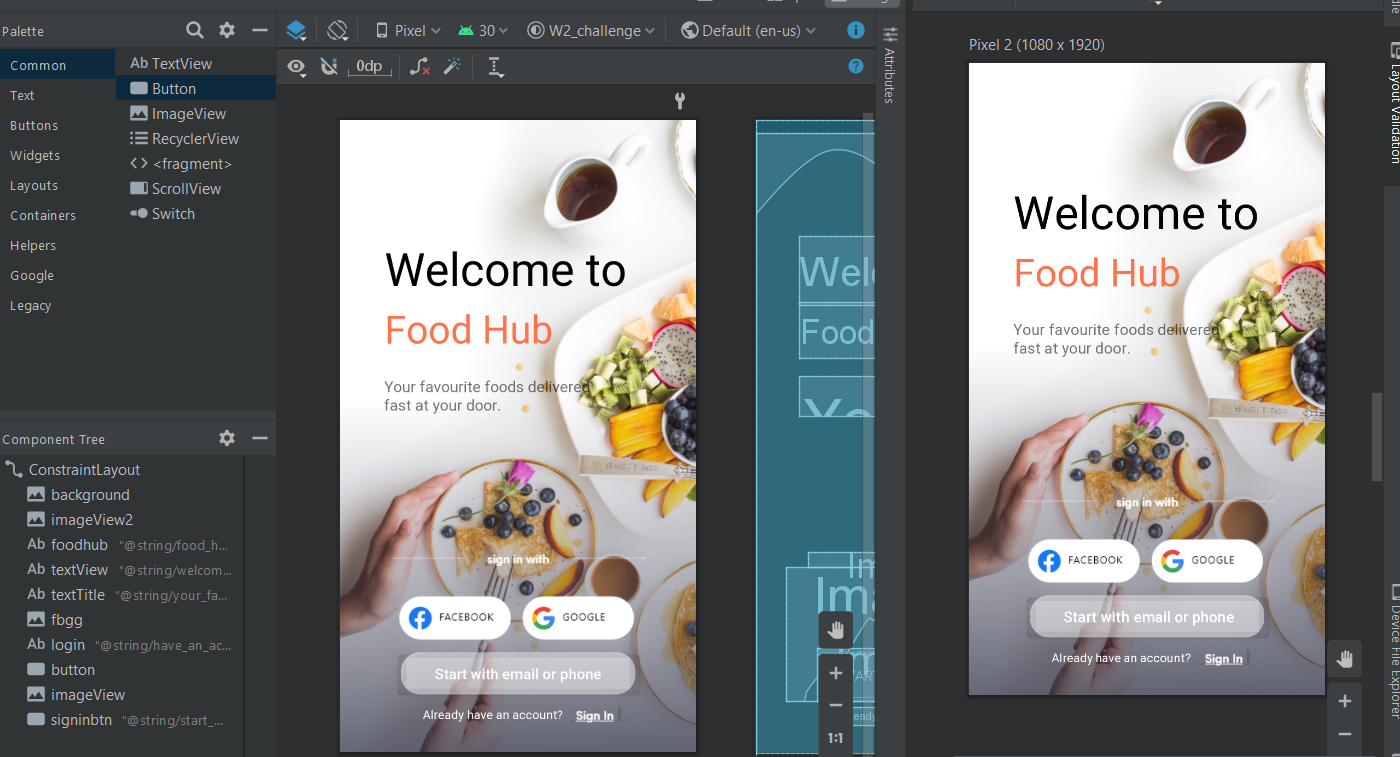 Palette
Common
Text
Buttons
Widgets
Layouts
Containers
Helpers
Google
Legacy
Ab TextView
Button
ImageView
RecyclerView
<> <fragment>
ScrollView
Switch
Component Tree
ConstraintLayout
background
imageView2
Ab foodhub "@string/food_h...
Ab textView "@string/welcom...
Ab textTitle "@string/your_fa...
fbgg
Ab login "@string/have_an_ac...
button
imageView
signinbtn "@string/start_...
Pixel
30
W2_challenge
Default (en-us)
0dp
Welcome to
Food Hub
Your favourite foods delivered
fast at your door.
sign in with
FACEBOOK
GOOGLE
Start with email or phone
Already have an account? Sign In
Welc
Food
Yo
Im
Ima
1:1
Attributes
Pixel 2 (1080 x 1920)
Welcome to
Food Hub
Your favourite foods delivered
fast at your door.
sign in with
FACEBOOK
GOOGLE
Start with email or phone
Already have an account? Sign In
Layout Validation
Device File Explorer